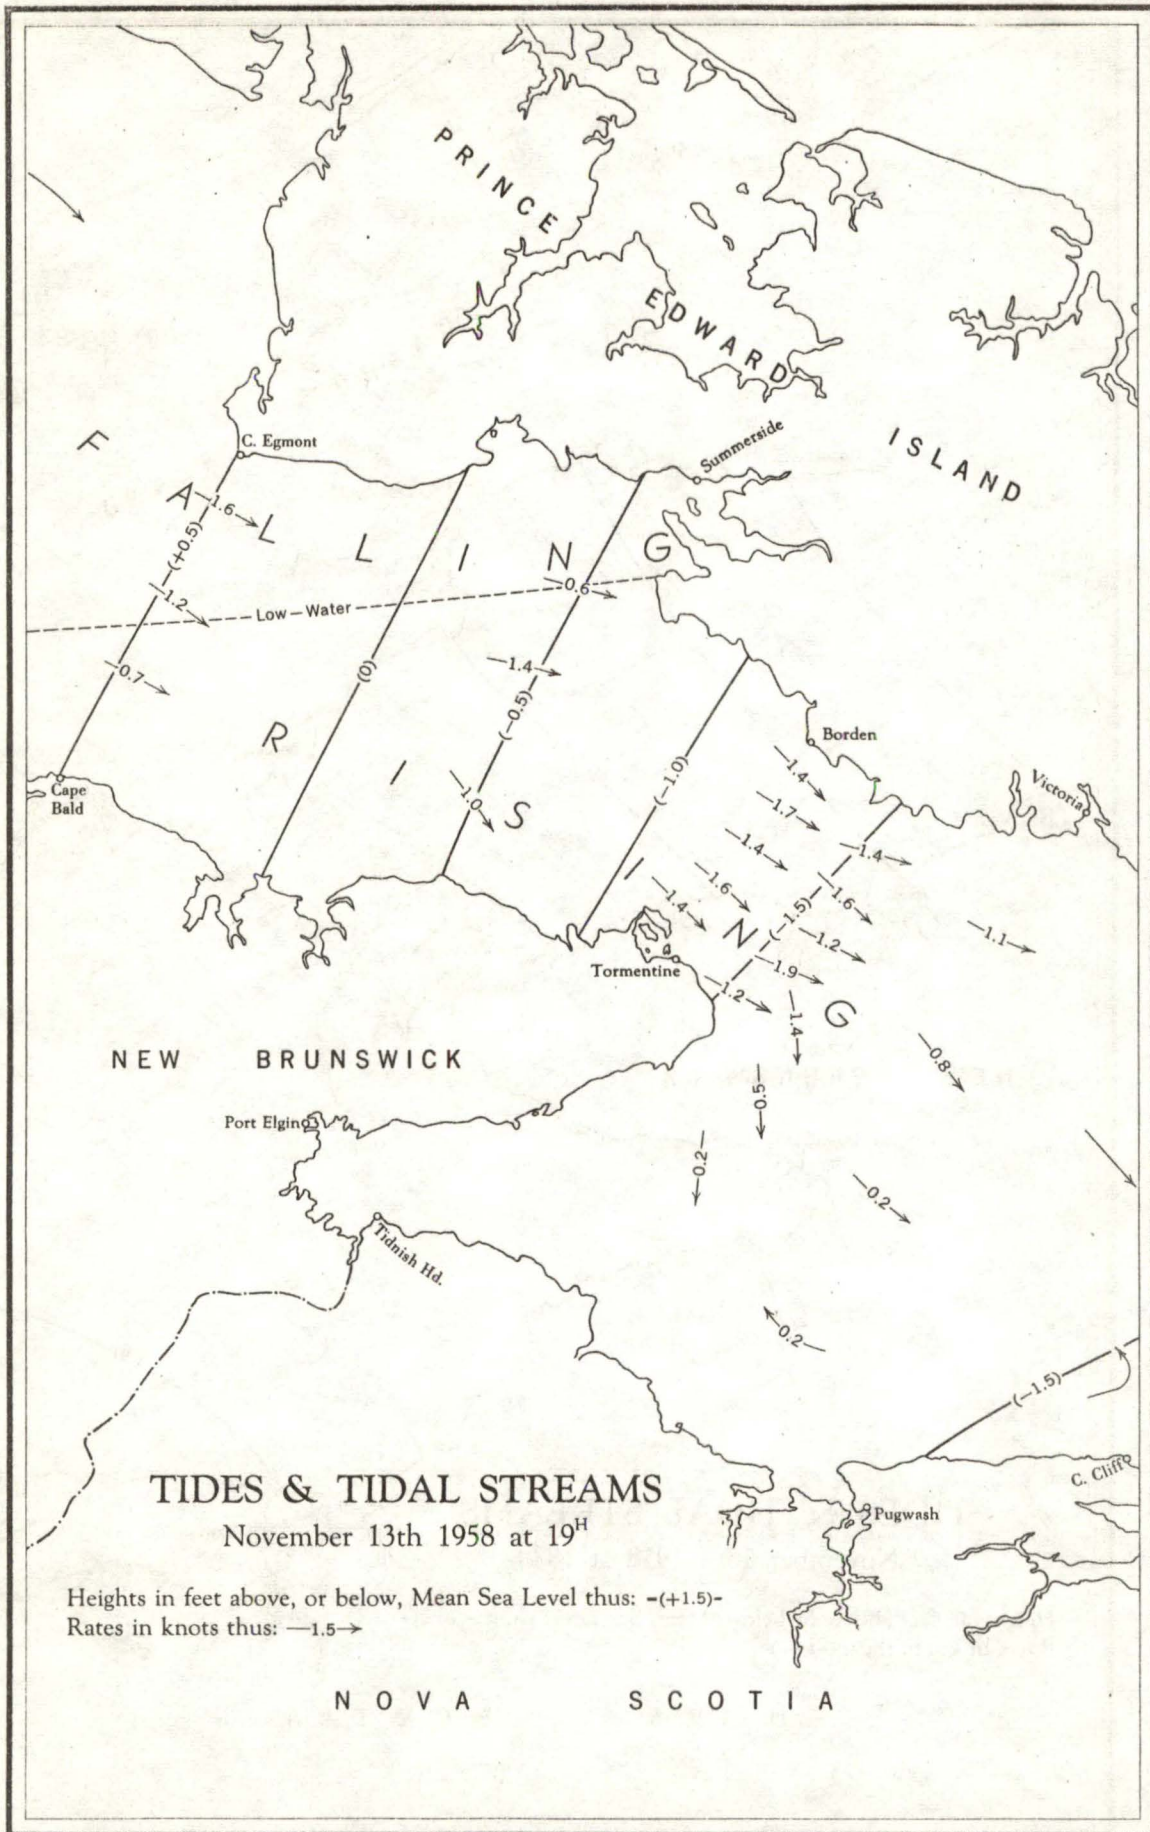 PRINCE
EDWARD
ISLAND
FALLING
C. Egmont
Summerside
-1.6→
(+0.5)
-1.2→
Low-Water
-0.6→
-0.7→
(0)
-1.4→
(-0.5)
RISING
Borden
Cape
Bald
-1.0→
(-1.0)
-1.4→
Victoria
-1.7→
-1.4→
-1.4→
-1.6→
-1.6→
-1.4→
(-1.5)
-1.2→
-1.1→
Tormentine
-1.9→
-1.2→
-1.4→
NEW BRUNSWICK
-0.8→
-0.5→
Port Elgin
-0.2→
-0.2→
Tidnish Hd.
-0.2→
(-1.5)
C. Cliff
Pugwash
TIDES & TIDAL STREAMS
November 13th 1958 at 19H
Heights in feet above, or below, Mean Sea Level thus: -(+1.5)-
Rates in knots thus: —1.5→
NOVA SCOTIA